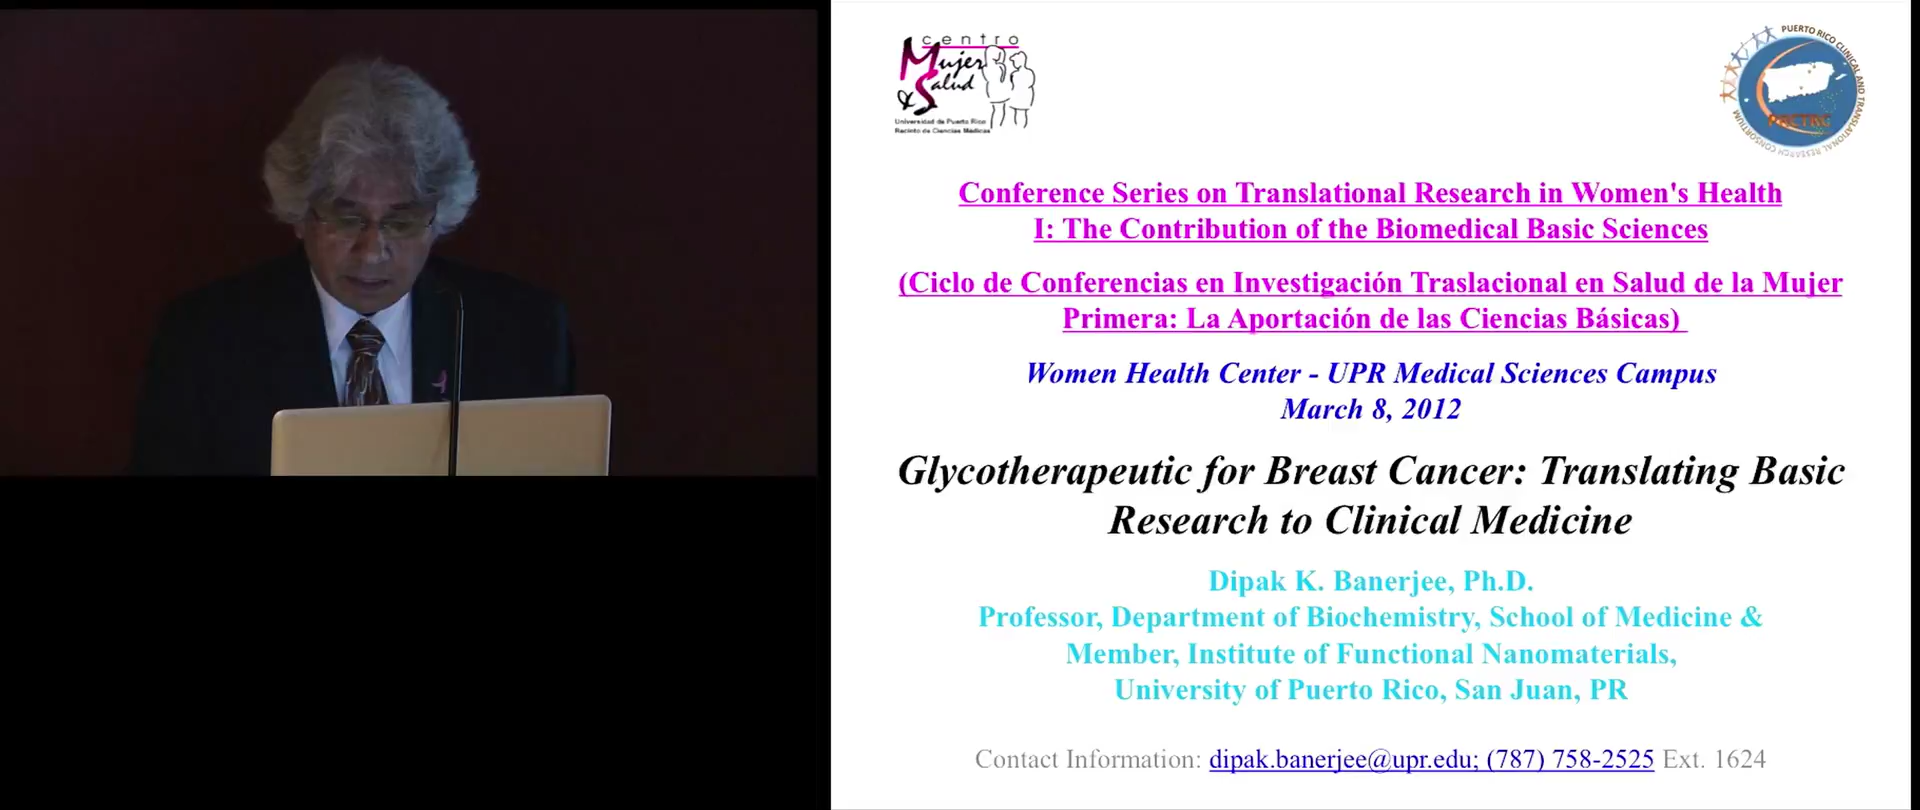 centro
Mujer
& Salud
Universidad de Puerto Rico
Recinto de Ciencias Médicas
PUERTO RICO CLINICAL AND TRANSLATIONAL RESEARCH CONSORTIUM
PRCTRC
Conference Series on Translational Research in Women's Health
I: The Contribution of the Biomedical Basic Sciences
(Ciclo de Conferencias en Investigación Traslacional en Salud de la Mujer
Primera: La Aportación de las Ciencias Básicas)
Women Health Center - UPR Medical Sciences Campus
March 8, 2012
Glycotherapeutic for Breast Cancer: Translating Basic
Research to Clinical Medicine
Dipak K. Banerjee, Ph.D.
Professor, Department of Biochemistry, School of Medicine &
Member, Institute of Functional Nanomaterials,
University of Puerto Rico, San Juan, PR
Contact Information: dipak.banerjee@upr.edu; (787) 758-2525 Ext. 1624